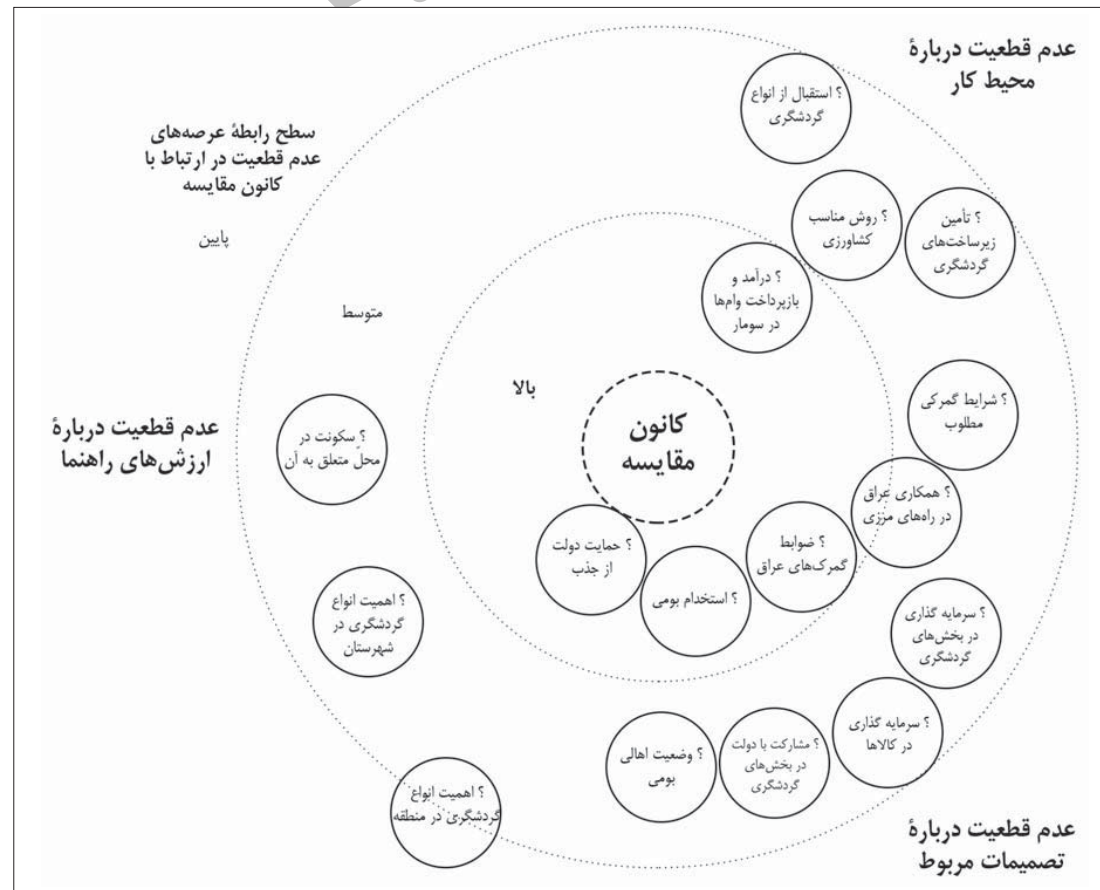 عدم قطعیت دربارهٔ
محیط کار
؟ استقبال از انواع
گردشگری
سطح رابطهٔ عرصه‌های
عدم قطعیت در ارتباط با
کانون مقایسه
پایین
متوسط
بالا
؟ تأمین
زیرساخت‌های
گردشگری
؟ روش مناسب
کشاورزی
؟ درآمد و
بازپرداخت وام‌ها
در سومار
کانون
مقایسه
؟ شرایط گمرکی
مطلوب
؟ همکاری عراق
در راه‌های مرزی
؟ ضوابط
گمرک‌های عراق
؟ استخدام بومی
؟ حمایت دولت
از جذب
عدم قطعیت دربارهٔ
ارزش‌های راهنما
؟ سکونت در
محلّ متعلق به آن
؟ اهمیت انواع
گردشگری در
شهرستان
؟ اهمیت انواع
گردشگری در منطقه
؟ سرمایه گذاری
در بخش‌های
گردشگری
؟ سرمایه گذاری
در کالاها
؟ مشارکت با دولت
در بخش‌های
گردشگری
؟ وضعیت اهالی
بومی
عدم قطعیت دربارهٔ
تصمیمات مربوط